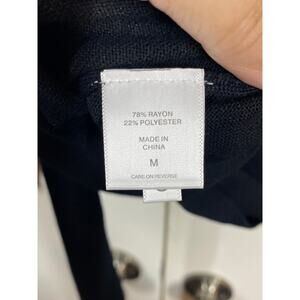 78% RAYON
22% POLYESTER
MADE IN
CHINA
M
CARE ON REVERSE